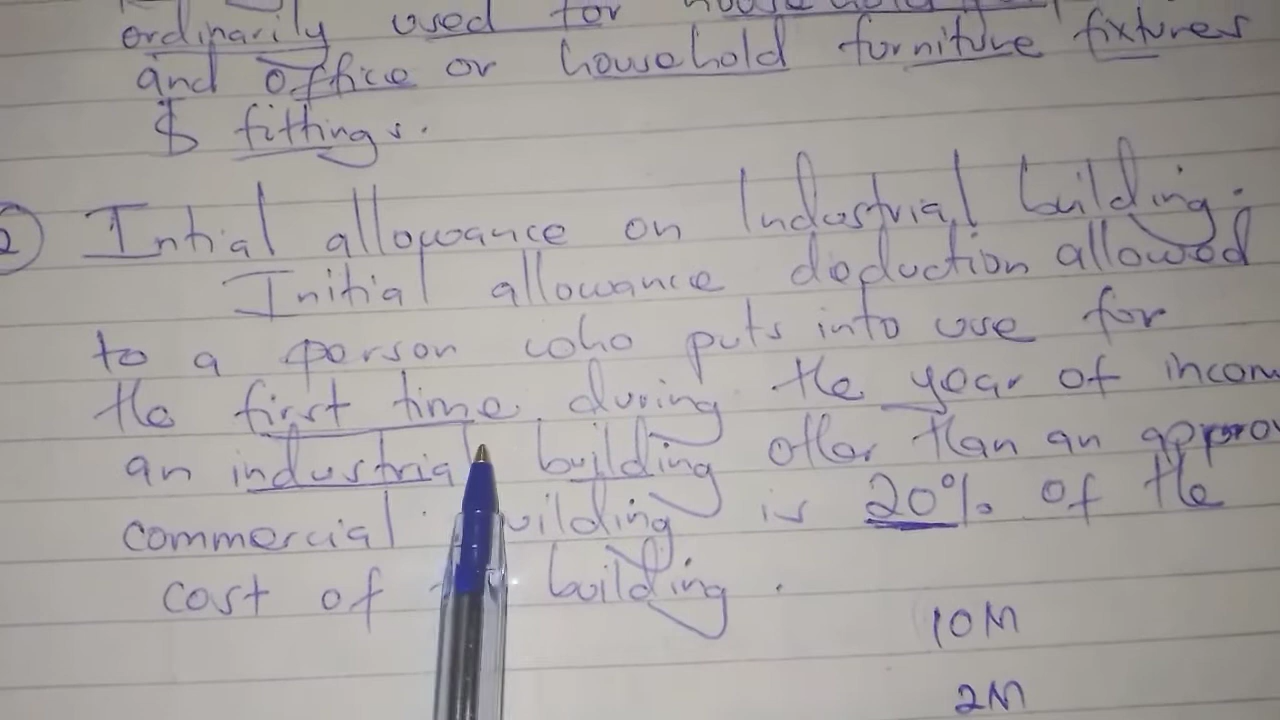 ordinarily used for
and office or household furniture fixtures
$ fittings.
2 Intial allowance on Industrial building.
Initial allowance deduction allowed
to a person who puts into use for
the first time during the year of incom
an industrial building other than an approv
commercial building is 20% of the
cost of building.
10M
2M